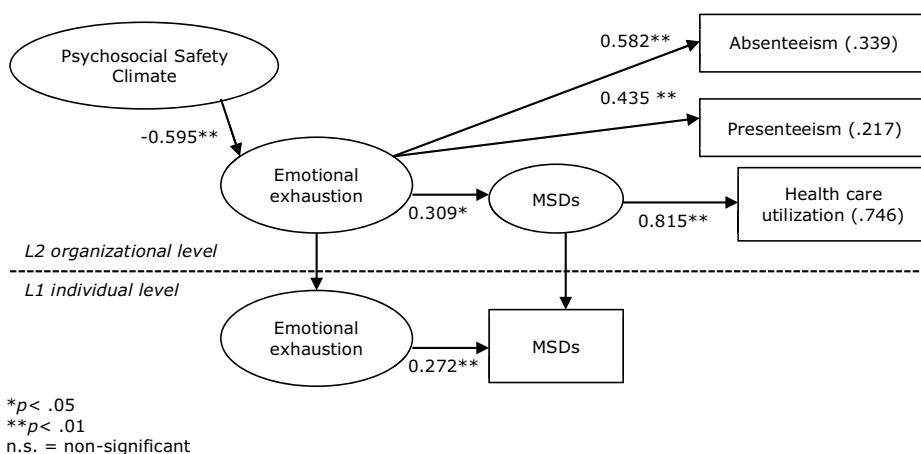 Psychosocial Safety
Climate
0.582**
Absenteeism (.339)
0.435 **
Presenteeism (.217)
-0.595**
Emotional
exhaustion
0.309*
MSDs
0.815**
Health care
utilization (.746)
L2 organizational level
L1 individual level
Emotional
exhaustion
0.272**
MSDs
*p< .05
**p< .01
n.s. = non-significant